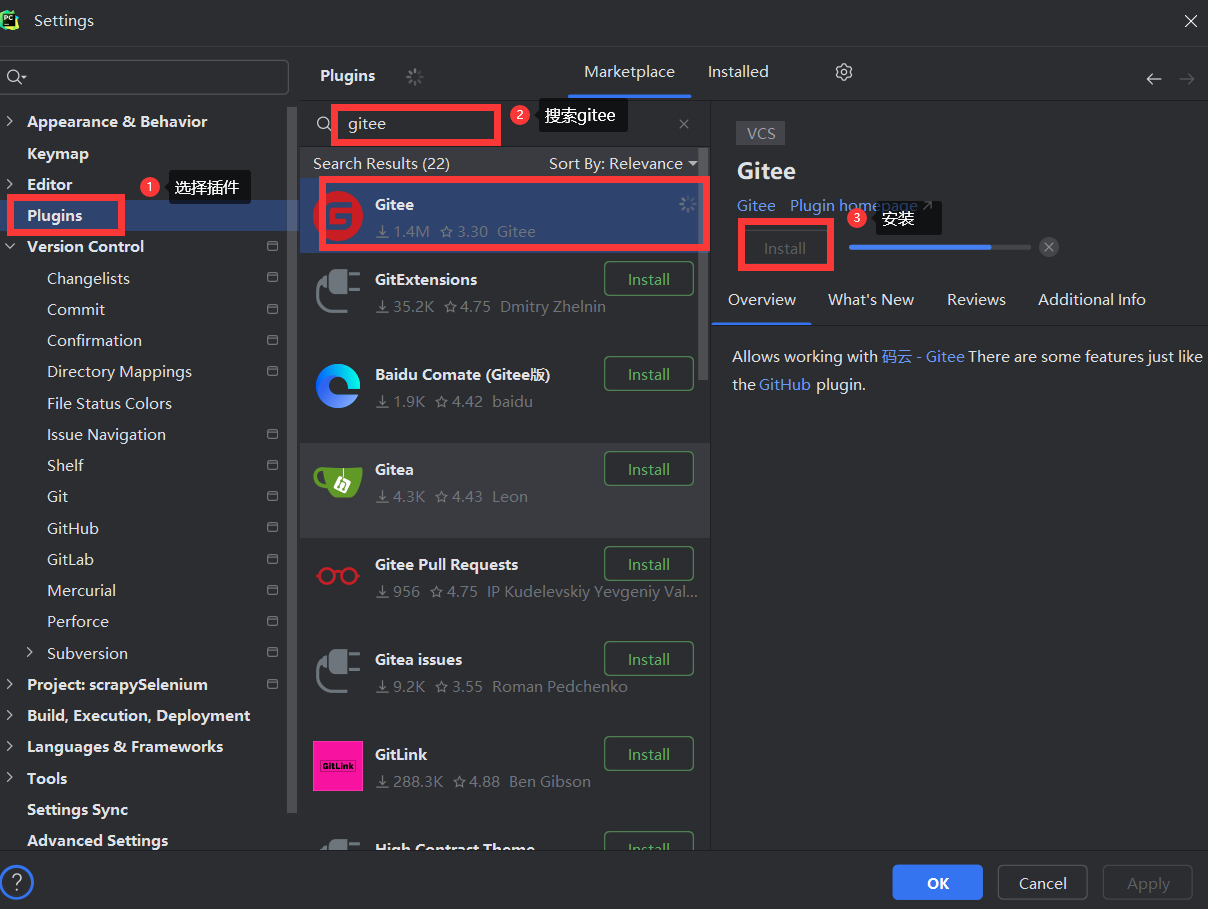 PC
Settings
Plugins
Marketplace
Installed
Appearance & Behavior
Keymap
Editor
Plugins
Version Control
Changelists
Commit
Confirmation
Directory Mappings
File Status Colors
Issue Navigation
Shelf
Git
GitHub
GitLab
Mercurial
Perforce
Subversion
Project: scrapySelenium
Build, Execution, Deployment
Languages & Frameworks
Tools
Settings Sync
Advanced Settings
1 选择插件
gitee
2 搜索gitee
Search Results (22) Sort By: Relevance
Gitee
1.4M 3.30 Gitee
GitExtensions Install
35.2K 4.75 Dmitry Zhelnin
Baidu Comate (Gitee版) Install
1.9K 4.42 baidu
Gitea Install
4.3K 4.43 Leon
Gitee Pull Requests Install
956 4.75 IP Kudelevskiy Yevgeniy Val...
Gitea issues Install
9.2K 3.55 Roman Pedchenko
GitLink
GitLink Install
288.3K 4.88 Ben Gibson
High Contrast Theme Install
VCS
Gitee
Gitee Plugin homepage
3 安装
Install
Overview What's New Reviews Additional Info
Allows working with 码云 - Gitee There are some features just like
the GitHub plugin.
?
OK Cancel Apply